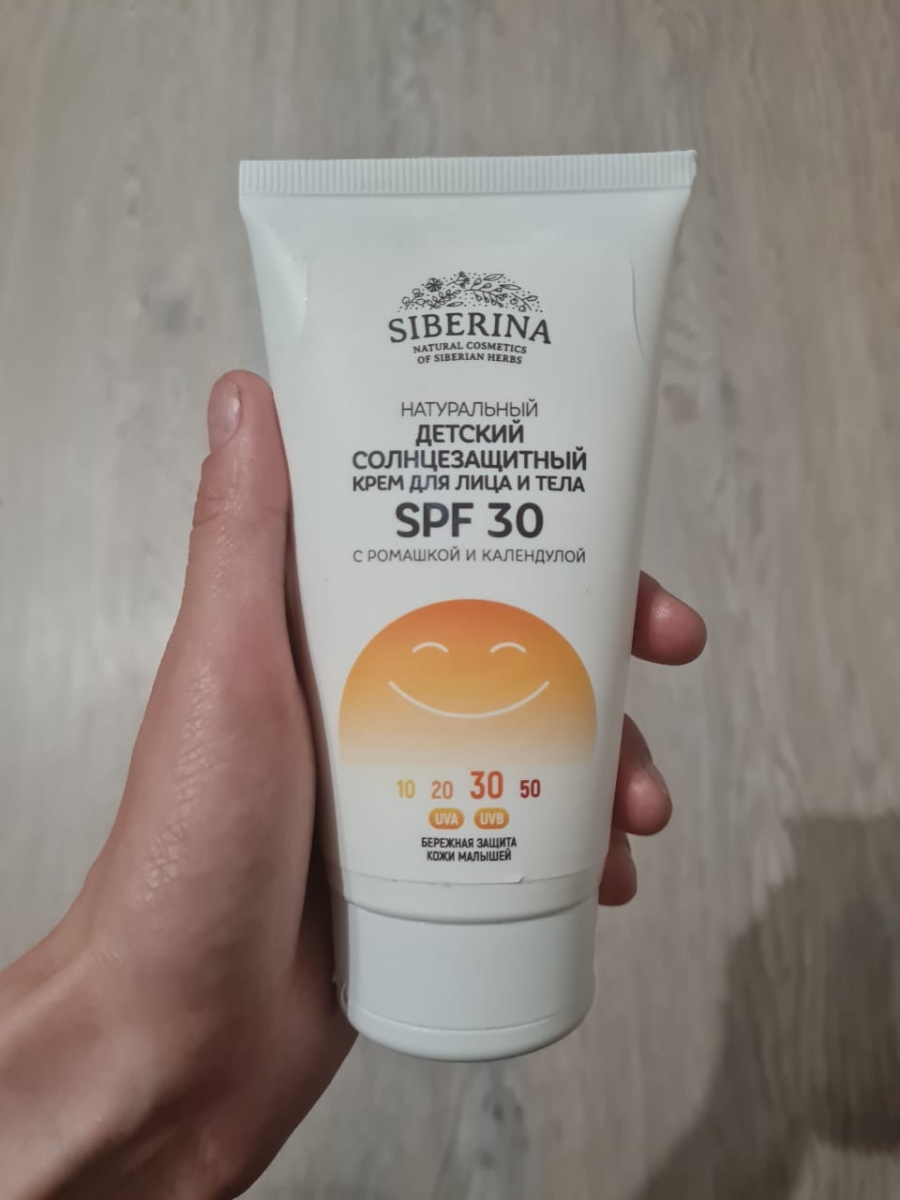 SIBERINA
NATURAL COSMETICS
OF SIBERIAN HERBS
НАТУРАЛЬНЫЙ
ДЕТСКИЙ
СОЛНЦЕЗАЩИТНЫЙ
КРЕМ ДЛЯ ЛИЦА И ТЕЛА
SPF 30
С РОМАШКОЙ И КАЛЕНДУЛОЙ
10 20 30 50
UVA UVB
БЕРЕЖНАЯ ЗАЩИТА
КОЖИ МАЛЫШЕЙ